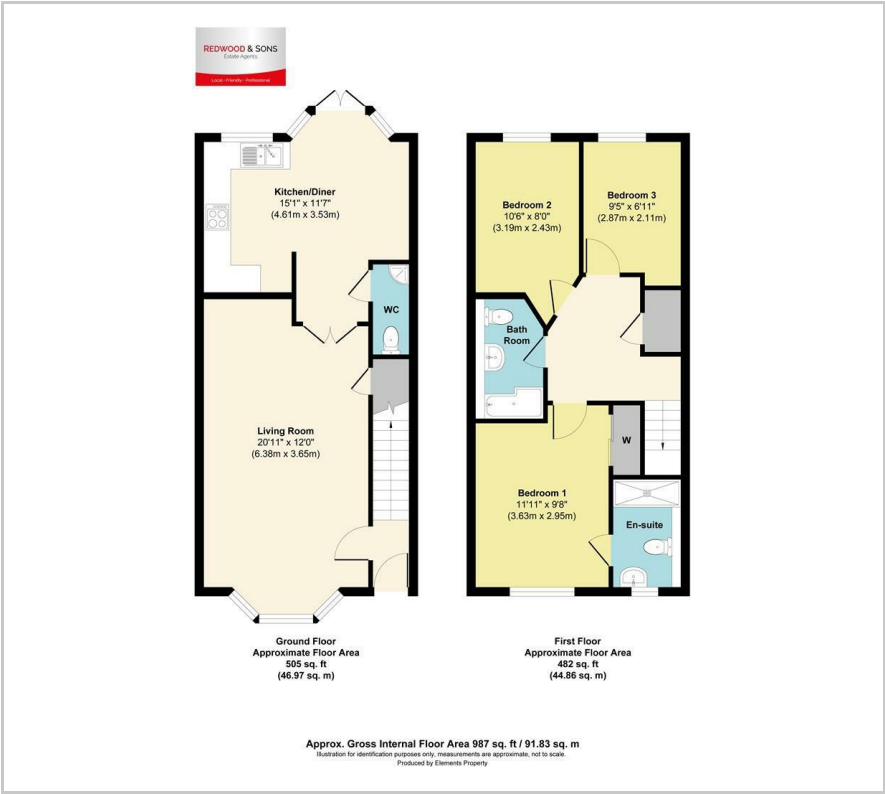 REDWOOD & SONS
Estate Agents
Local - Friendly - Professional
Kitchen/Diner
15'1" x 11'7"
(4.61m x 3.53m)
WC
Living Room
20'11" x 12'0"
(6.38m x 3.65m)
Bedroom 2
10'6" x 8'0"
(3.19m x 2.43m)
Bedroom 3
9'5" x 6'11"
(2.87m x 2.11m)
Bath
Room
W
Bedroom 1
11'11" x 9'8"
(3.63m x 2.95m)
En-suite
Ground Floor
Approximate Floor Area
505 sq. ft
(46.97 sq. m)
First Floor
Approximate Floor Area
482 sq. ft
(44.86 sq. m)
Approx. Gross Internal Floor Area 987 sq. ft / 91.83 sq. m
Illustration for identification purposes only, measurements are approximate, not to scale.
Produced by Elements Property